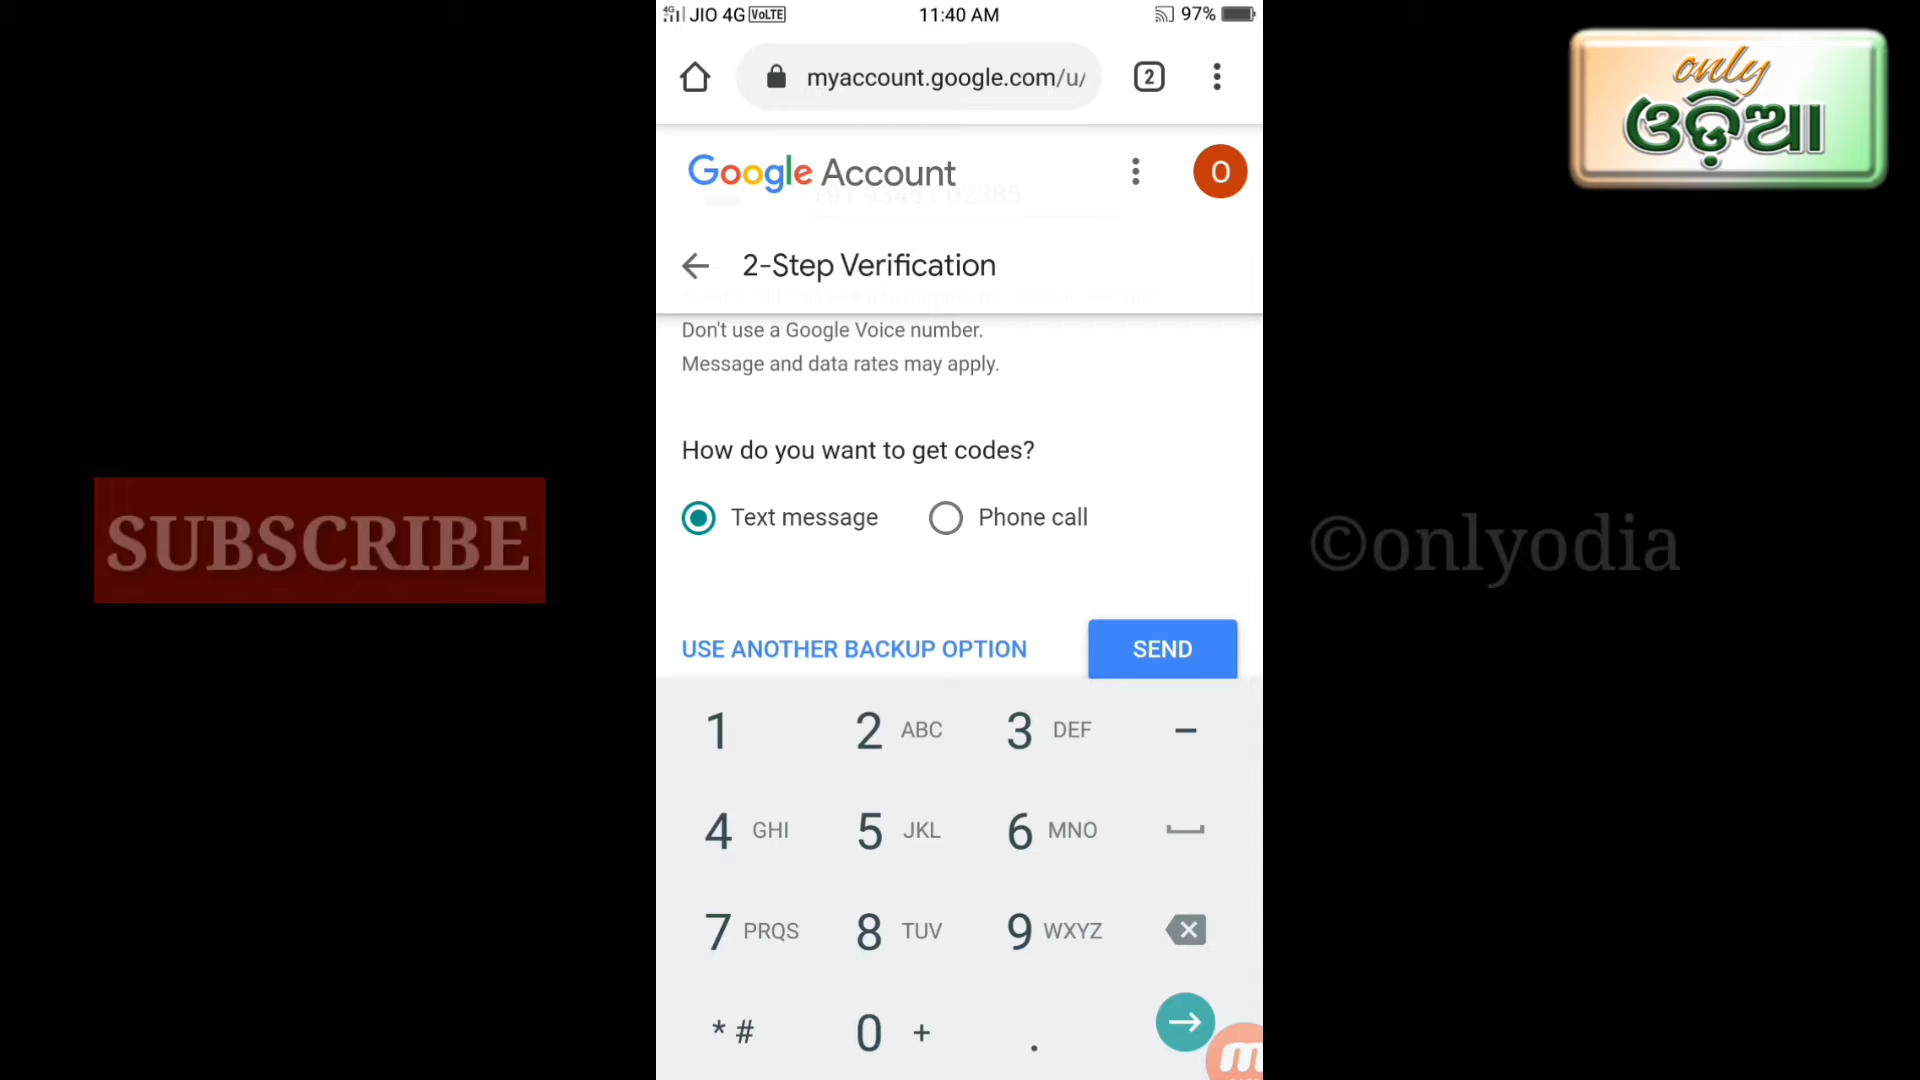 4G JIO 4G VoLTE 11:40 AM 97%
myaccount.google.com/u/ 2
only
ଓଡ଼ିଆ
Google Account O
2-Step Verification
Don't use a Google Voice number.
Message and data rates may apply.
How do you want to get codes?
Text message Phone call
SUBSCRIBE
©onlyodia
USE ANOTHER BACKUP OPTION SEND
1 2 ABC 3 DEF –
4 GHI 5 JKL 6 MNO
7 PRQS 8 TUV 9 WXYZ
* # 0 + .